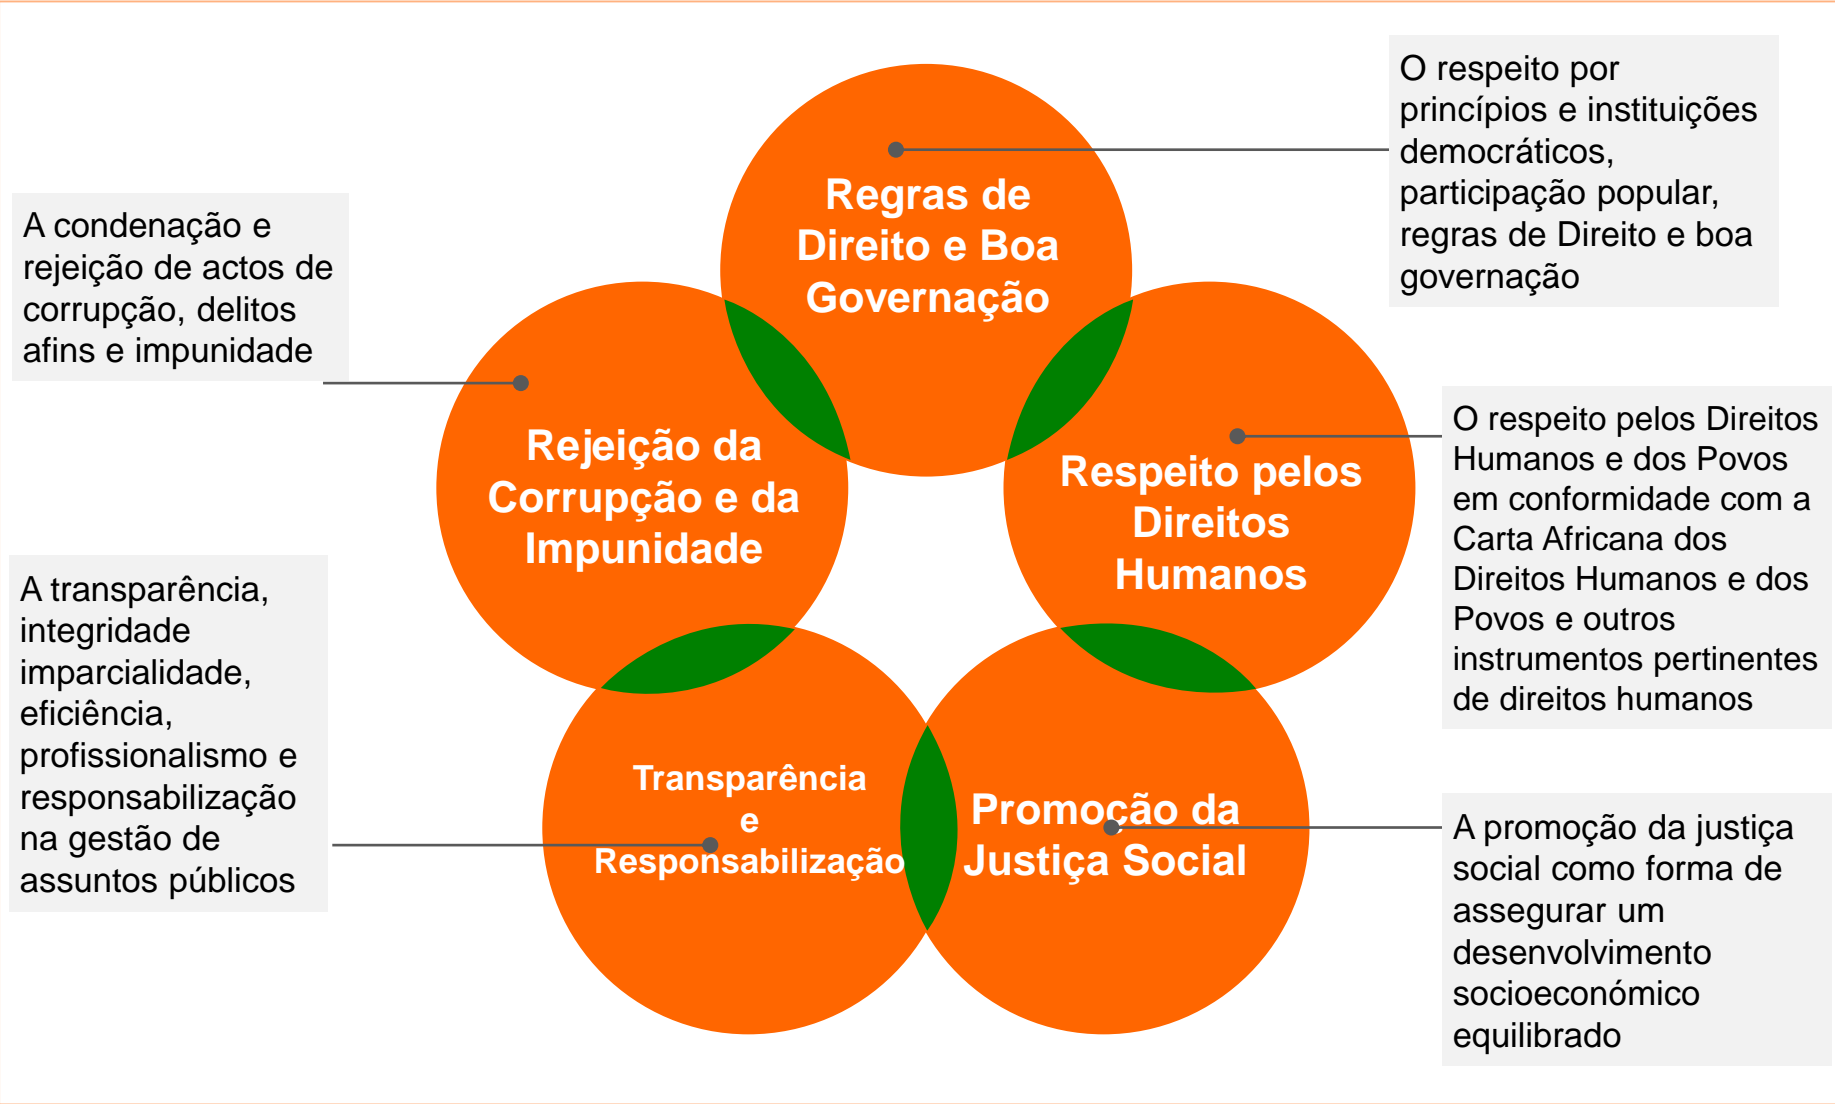 O respeito por
princípios e instituições
democráticos,
participação popular,
regras de Direito e boa
governação
Regras de
Direito e Boa
Governação
A condenação e
rejeição de actos de
corrupção, delitos
afins e impunidade
Rejeição da
Corrupção e da
Impunidade
Respeito pelos
Direitos
Humanos
O respeito pelos Direitos
Humanos e dos Povos
em conformidade com a
Carta Africana dos
Direitos Humanos e dos
Povos e outros
instrumentos pertinentes
de direitos humanos
A transparência,
integridade
imparcialidade,
eficiência,
profissionalismo e
responsabilização
na gestão de
assuntos públicos
Transparência
e
Responsabilização
Promoção da
Justiça Social
A promoção da justiça
social como forma de
assegurar um
desenvolvimento
socioeconómico
equilibrado